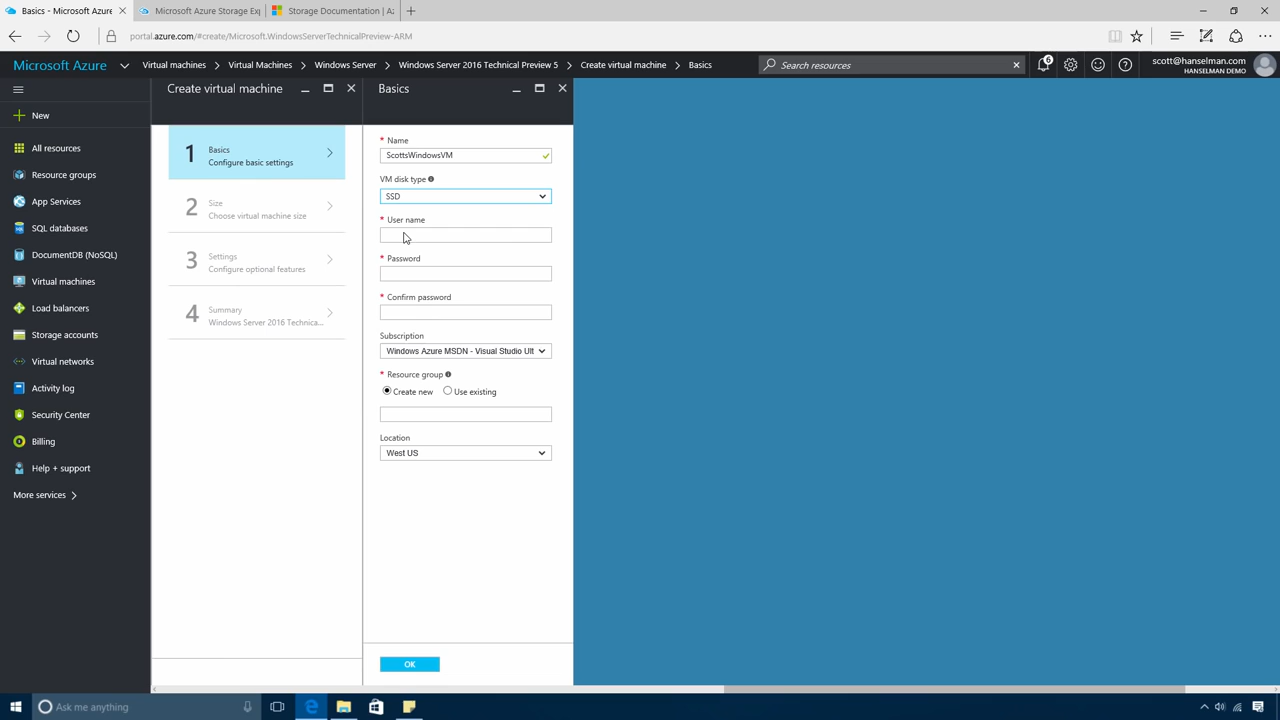 Basics - Microsoft Azure
Microsoft Azure Storage Exp
Storage Documentation | Az
portal.azure.com/#create/Microsoft.WindowsServerTechnicalPreview-ARM
Microsoft Azure
Virtual machines
Virtual Machines
Windows Server
Windows Server 2016 Technical Preview 5
Create virtual machine
Basics
Search resources
6
scott@hanselman.com
HANSELMAN DEMO
New
All resources
Resource groups
App Services
SQL databases
DocumentDB (NoSQL)
Virtual machines
Load balancers
Storage accounts
Virtual networks
Activity log
Security Center
Billing
Help + support
More services
Create virtual machine
1
Basics
Configure basic settings
2
Size
Choose virtual machine size
3
Settings
Configure optional features
4
Summary
Windows Server 2016 Technica...
Basics
* Name
ScottsWindowsVM
VM disk type
SSD
* User name
* Password
* Confirm password
Subscription
Windows Azure MSDN - Visual Studio Ult
* Resource group
Create new
Use existing
Location
West US
OK
Ask me anything